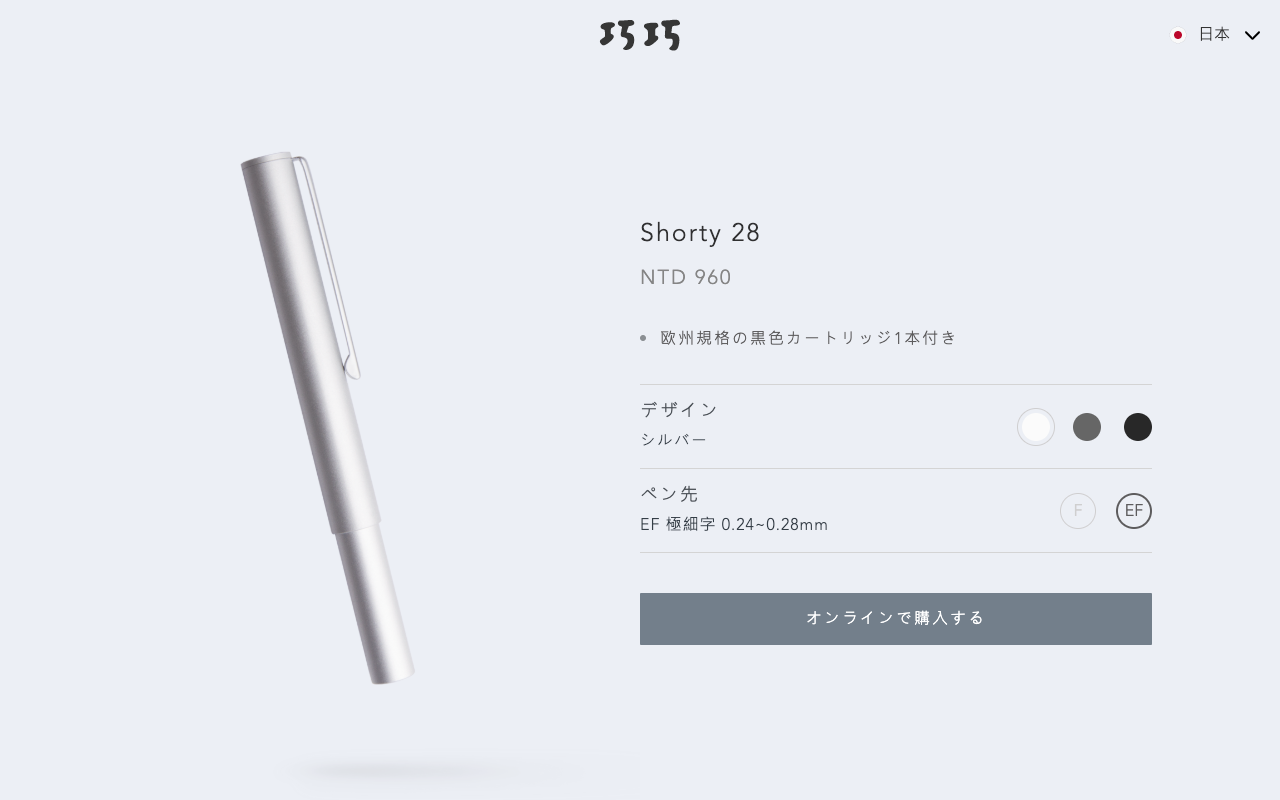 巧巧
日本
Shorty 28
NTD 960
欧州規格の黒色カートリッジ1本付き
デザイン
シルバー
ペン先
EF 極細字 0.24~0.28mm
F
EF
オンラインで購入する